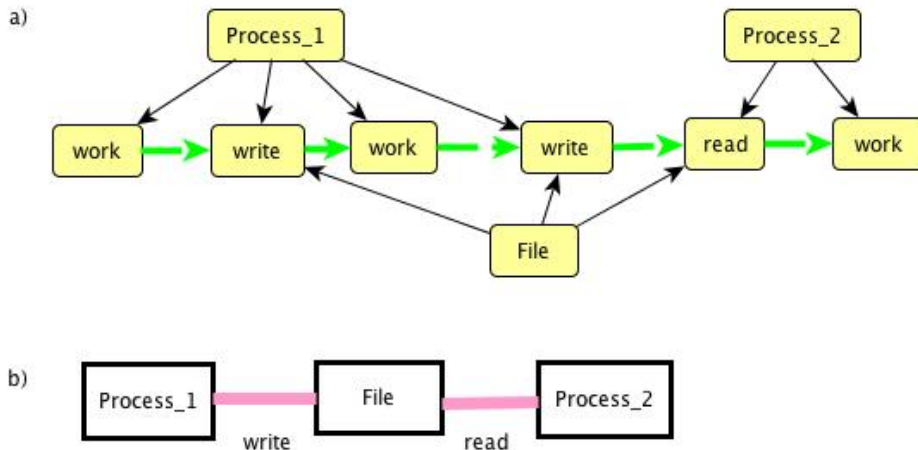 a)
Process_1
Process_2
work
write
work
write
read
work
File
b)
Process_1
File
Process_2
write
read